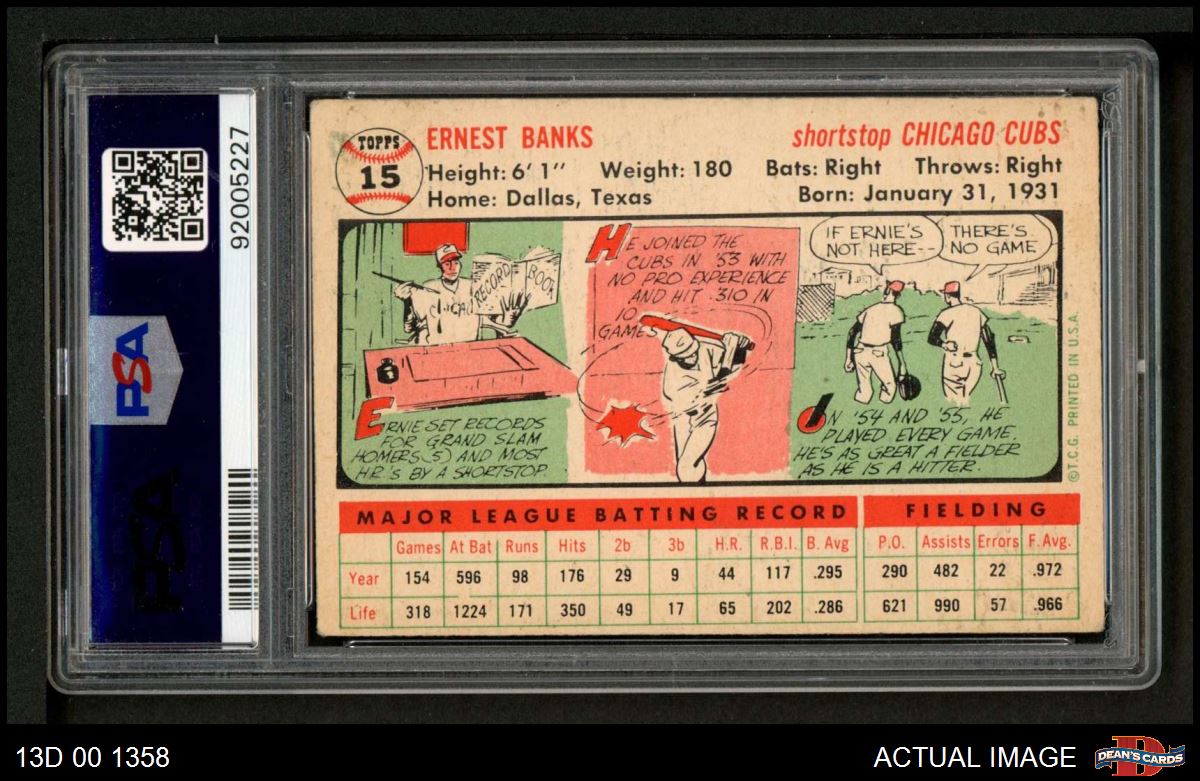 PSA
PSA
92005227
TOPPS
15
ERNEST BANKS
shortstop CHICAGO CUBS
Height: 6' 1" Weight: 180 Bats: Right Throws: Right
Home: Dallas, Texas Born: January 31, 1931
RECORD BOOK
ERNIE SET RECORDS
FOR GRAND SLAM
HOMERS (5) AND MOST
H.R.'S BY A SHORTSTOP.
HE JOINED THE
CUBS IN '53 WITH
NO PRO EXPERIENCE
AND HIT .310 IN
10
GAMES
IF ERNIE'S
NOT HERE--
THERE'S
NO GAME
IN '54 AND '55, HE
PLAYED EVERY GAME.
HE'S AS GREAT A FIELDER
AS HE IS A HITTER.
© T.C.G. PRINTED IN U.S.A.
MAJOR LEAGUE BATTING RECORD FIELDING
Games At Bat Runs Hits 2b 3b H.R. R.B.I. B. Avg P.O. Assists Errors F. Avg.
Year 154 596 98 176 29 9 44 117 .295 290 482 22 .972
Life 318 1224 171 350 49 17 65 202 .286 621 990 57 .966
13D 00 1358
ACTUAL IMAGE
D
DEAN'S CARDS